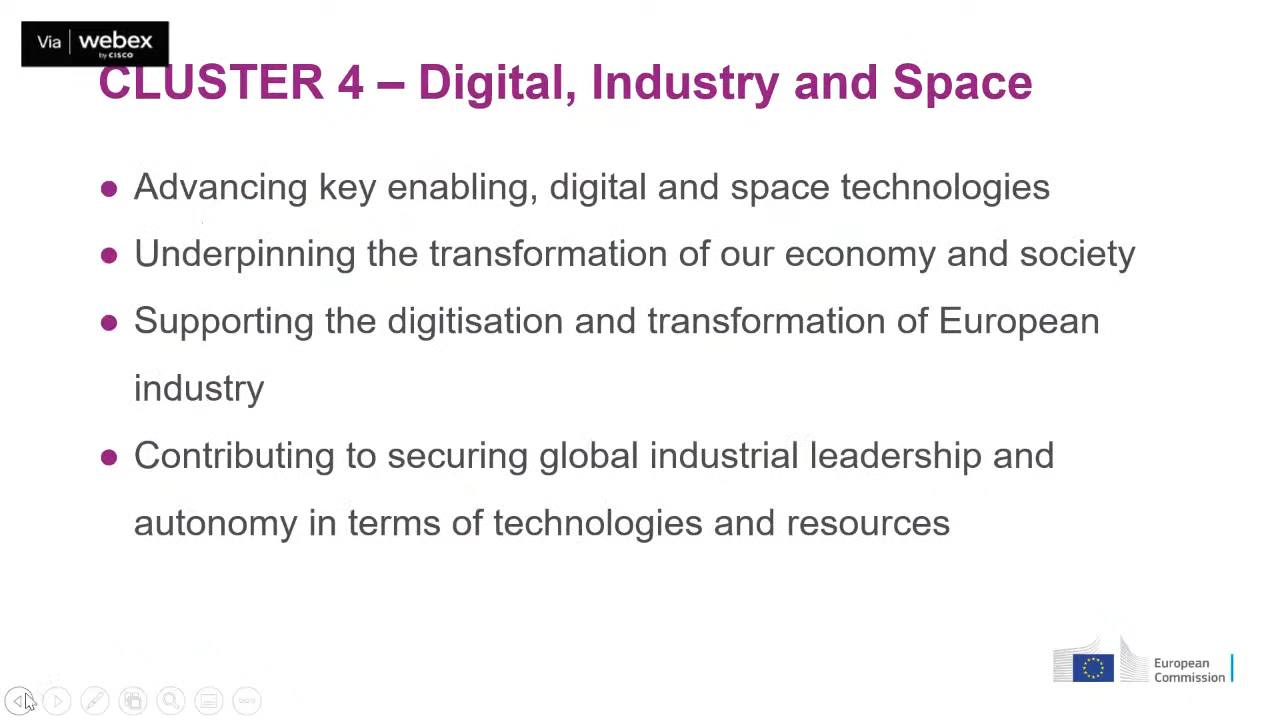 Via webex
by CISCO
CLUSTER 4 – Digital, Industry and Space
● Advancing key enabling, digital and space technologies
● Underpinning the transformation of our economy and society
● Supporting the digitisation and transformation of European
industry
● Contributing to securing global industrial leadership and
autonomy in terms of technologies and resources
European
Commission